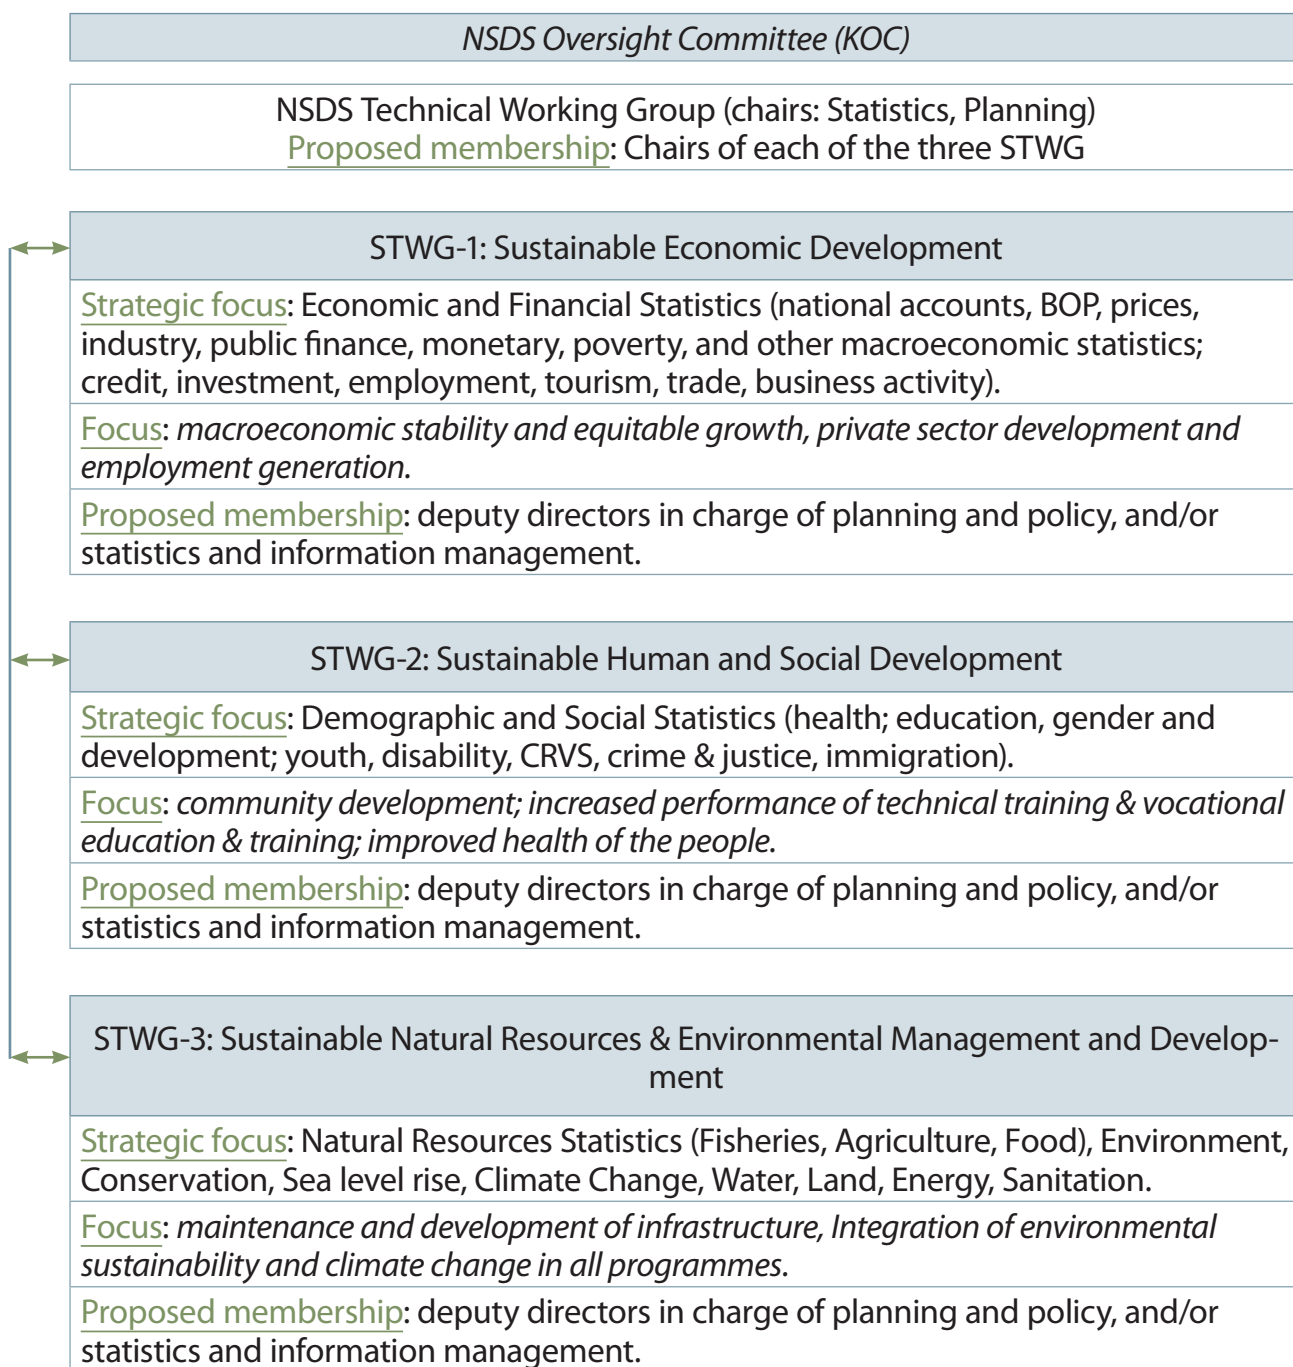 NSDS Oversight Committee (KOC)
NSDS Technical Working Group (chairs: Statistics, Planning)
Proposed membership: Chairs of each of the three STWG
STWG-1: Sustainable Economic Development
Strategic focus: Economic and Financial Statistics (national accounts, BOP, prices,
industry, public finance, monetary, poverty, and other macroeconomic statistics;
credit, investment, employment, tourism, trade, business activity).
Focus: macroeconomic stability and equitable growth, private sector development and
employment generation.
Proposed membership: deputy directors in charge of planning and policy, and/or
statistics and information management.
STWG-2: Sustainable Human and Social Development
Strategic focus: Demographic and Social Statistics (health; education, gender and
development; youth, disability, CRVS, crime & justice, immigration).
Focus: community development; increased performance of technical training & vocational
education & training; improved health of the people.
Proposed membership: deputy directors in charge of planning and policy, and/or
statistics and information management.
STWG-3: Sustainable Natural Resources & Environmental Management and Develop-
ment
Strategic focus: Natural Resources Statistics (Fisheries, Agriculture, Food), Environment,
Conservation, Sea level rise, Climate Change, Water, Land, Energy, Sanitation.
Focus: maintenance and development of infrastructure, Integration of environmental
sustainability and climate change in all programmes.
Proposed membership: deputy directors in charge of planning and policy, and/or
statistics and information management.